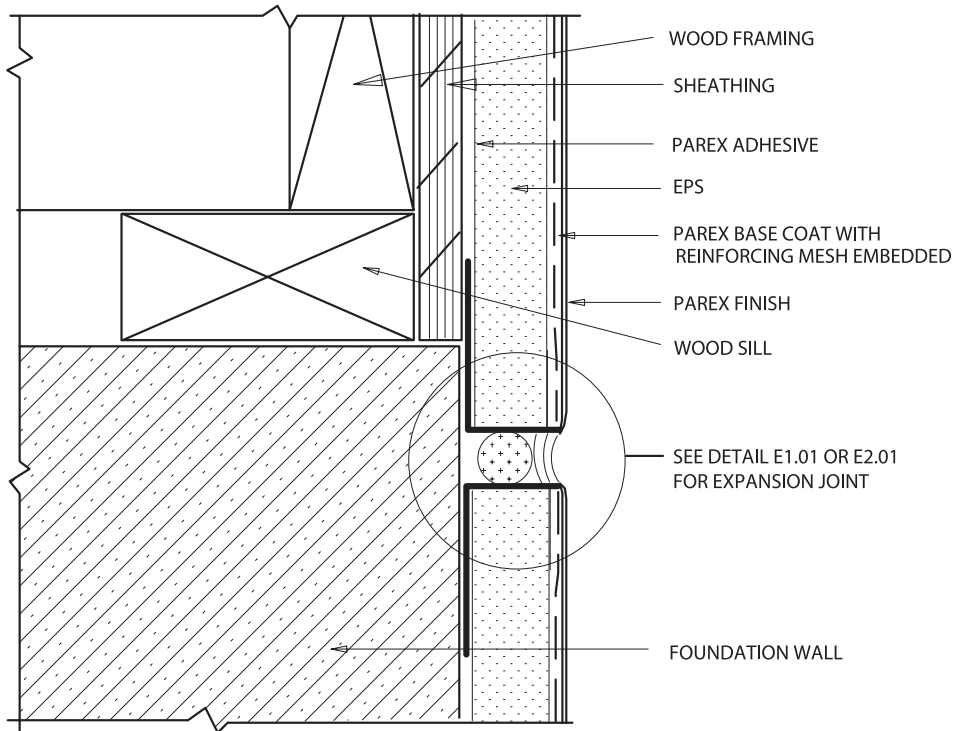 WOOD FRAMING
SHEATHING
PAREX ADHESIVE
EPS
PAREX BASE COAT WITH
REINFORCING MESH EMBEDDED
PAREX FINISH
WOOD SILL
SEE DETAIL E1.01 OR E2.01
FOR EXPANSION JOINT
FOUNDATION WALL